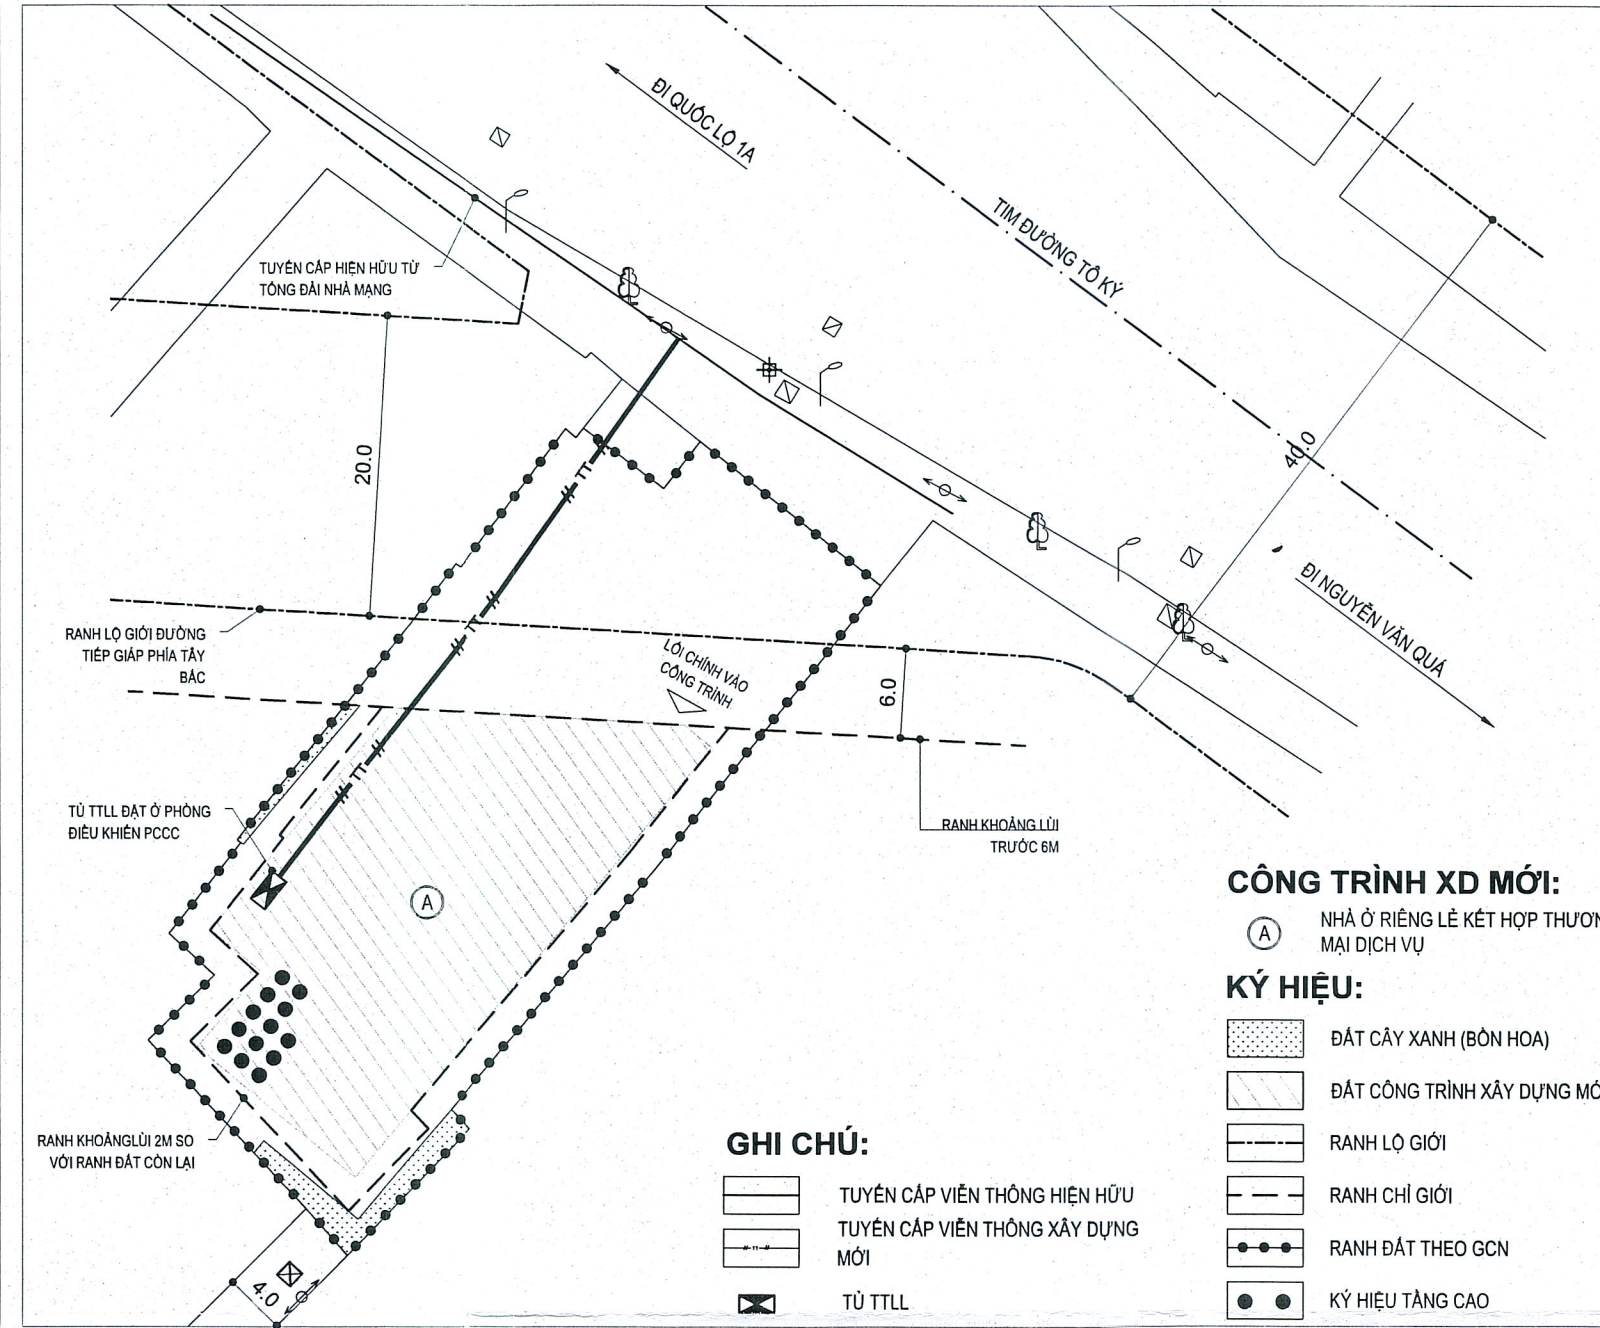 ĐI QUỐC LỘ 1A
TIM ĐƯỜNG TÔ KÝ
TUYẾN CÁP HIỆN HỮU TỪ
TỔNG ĐÀI NHÀ MẠNG
20.0
40.0
ĐI NGUYỄN VĂN QUÁ
RANH LỘ GIỚI ĐƯỜNG
TIẾP GIÁP PHÍA TÂY
BẮC
LỐI CHÍNH VÀO
CÔNG TRÌNH
6.0
TT
TT
TT
TỦ TTLL ĐẶT Ở PHÒNG
ĐIỀU KHIỂN PCCC
RANH KHOẢNG LÙI
TRƯỚC 6M
A
RANH KHOẢNGLÙI 2M SO
VỚI RANH ĐẤT CÒN LẠI
4.0
GHI CHÚ:
TUYẾN CÁP VIỄN THÔNG HIỆN HỮU
TUYẾN CÁP VIỄN THÔNG XÂY DỰNG
MỚI
TT
TỦ TTLL
CÔNG TRÌNH XD MỚI:
A
NHÀ Ở RIÊNG LẺ KẾT HỢP THƯƠN
MẠI DỊCH VỤ
KÝ HIỆU:
ĐẤT CÂY XANH (BỒN HOA)
ĐẤT CÔNG TRÌNH XÂY DỰNG MỚ
RANH LỘ GIỚI
RANH CHỈ GIỚI
RANH ĐẤT THEO GCN
KÝ HIỆU TẦNG CAO